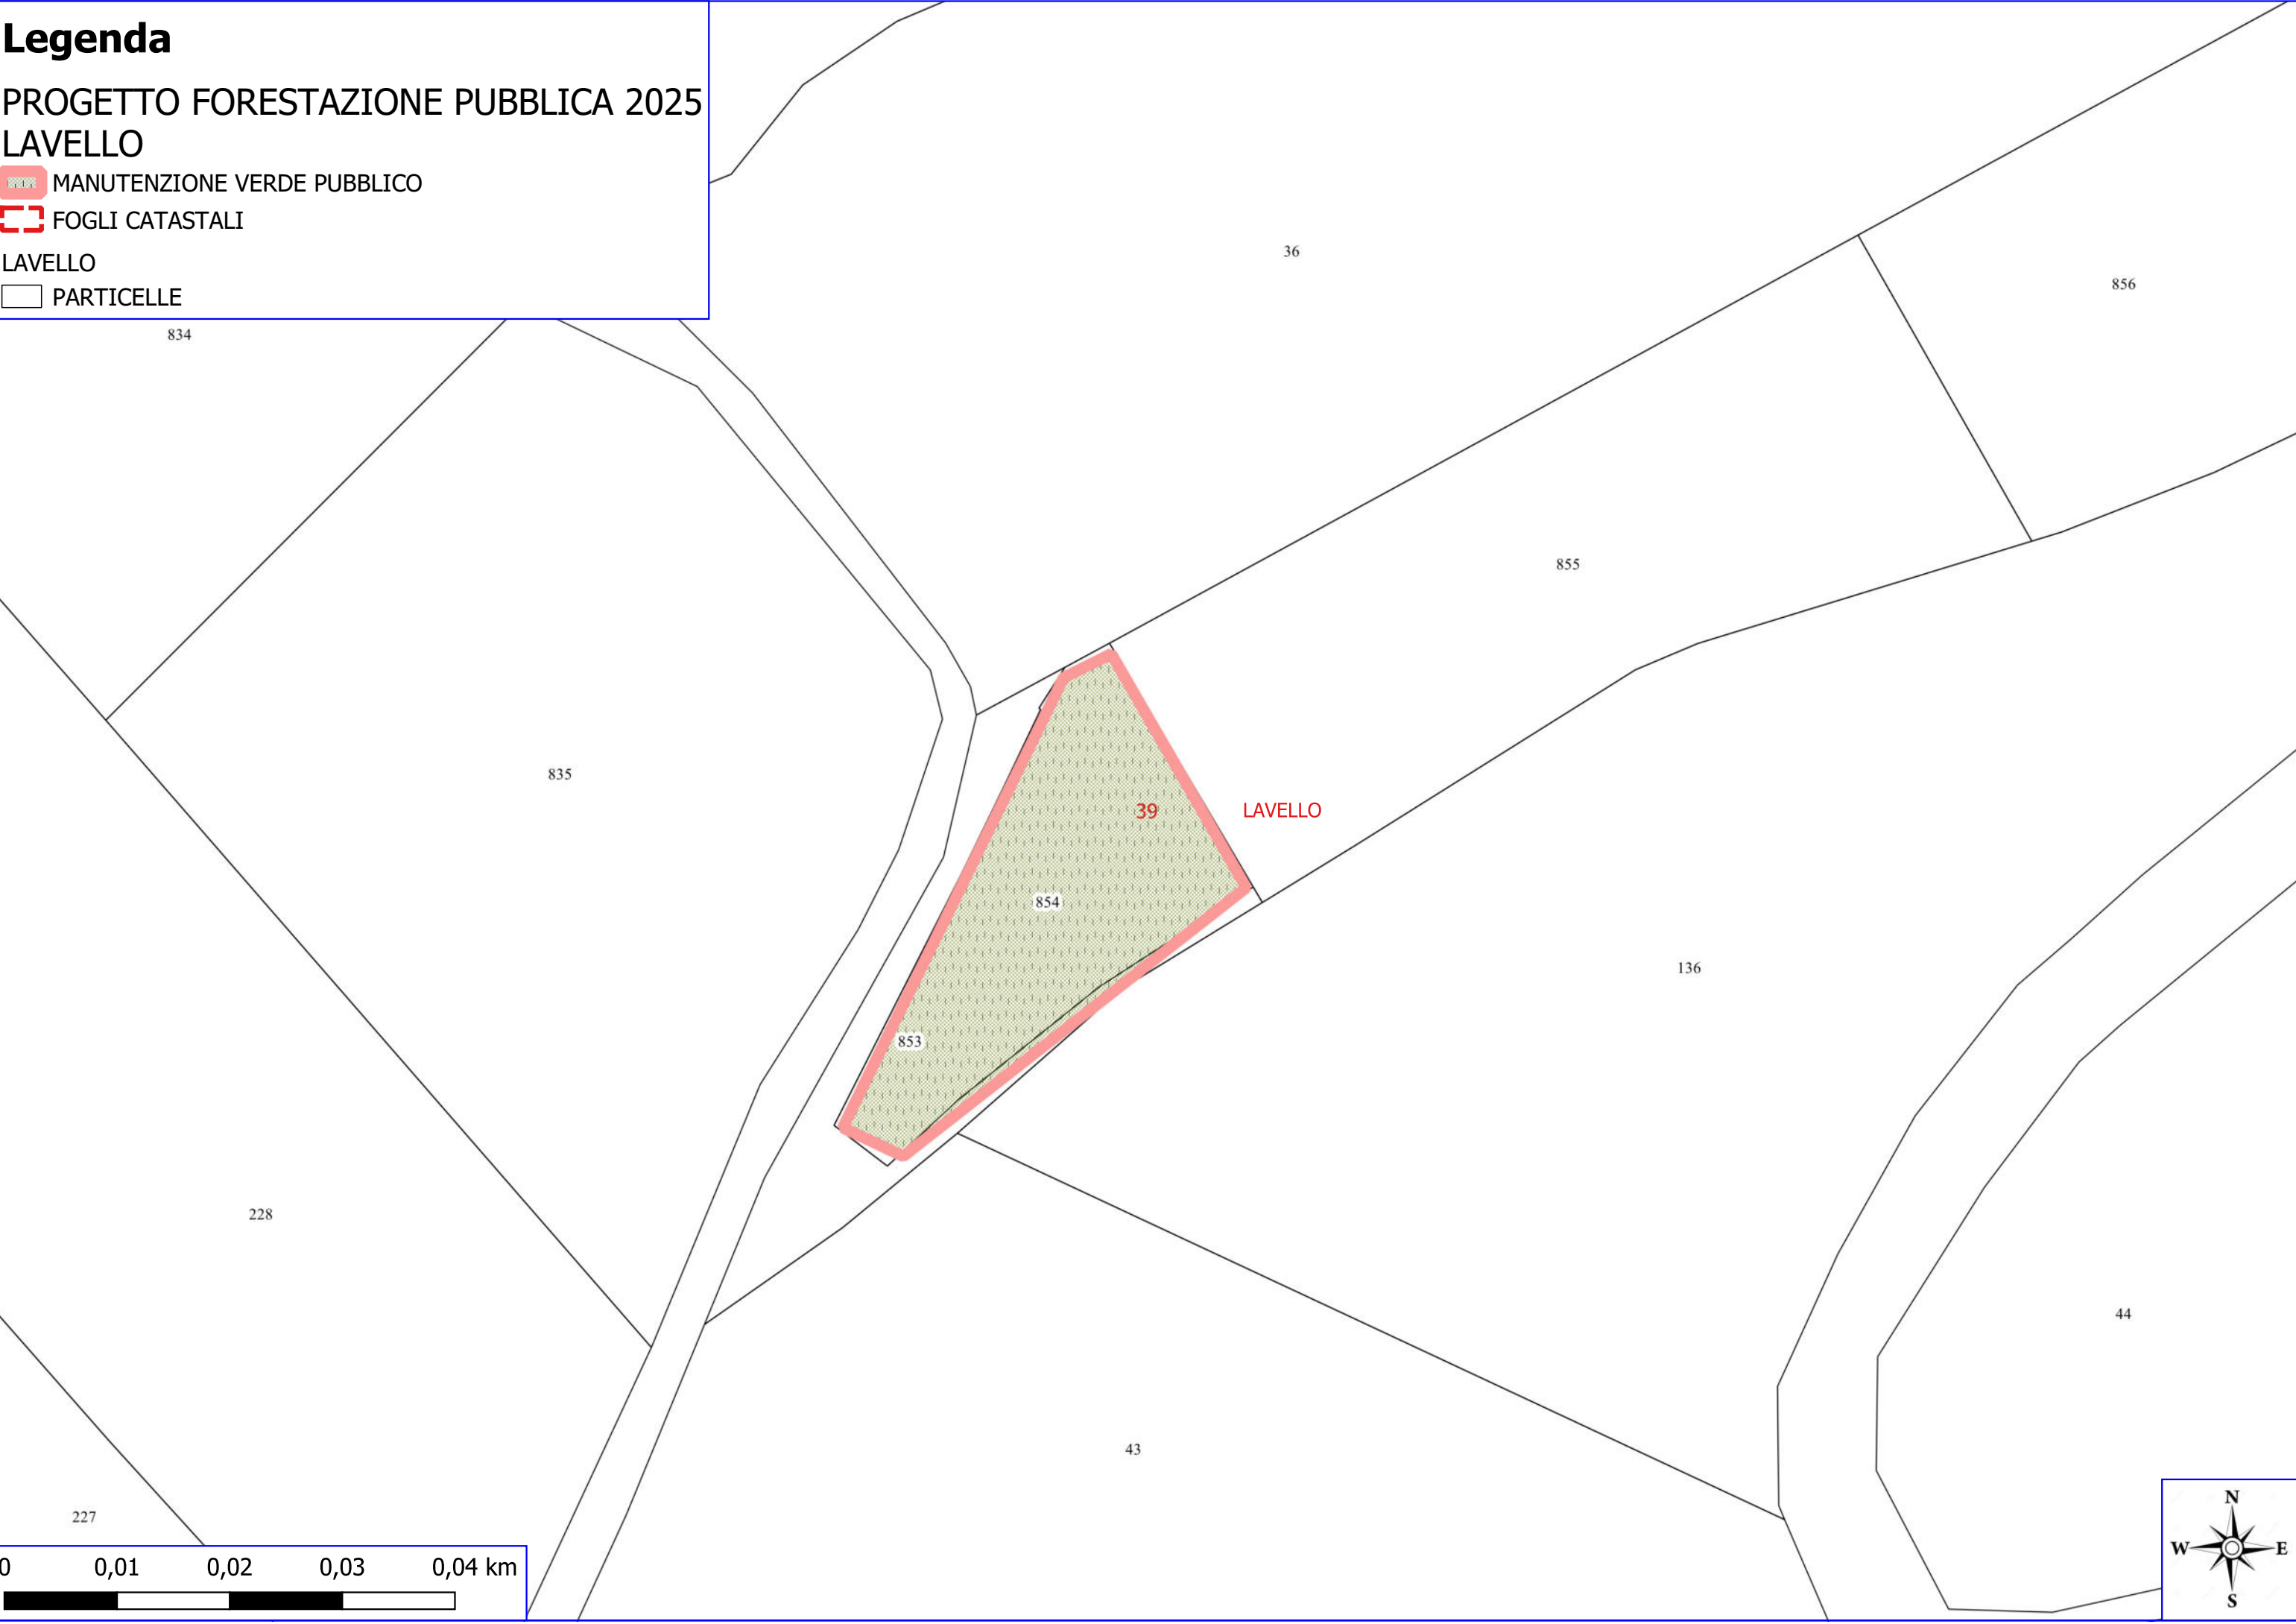 Legenda
PROGETTO FORESTAZIONE PUBBLICA 2025
LAVELLO
MANUTENZIONE VERDE PUBBLICO
FOGLI CATASTALI
LAVELLO
PARTICELLE
36
856
834
855
835
39 LAVELLO
854
136
853
228
44
43
227
0 0,01 0,02 0,03 0,04 km
N
W E
S